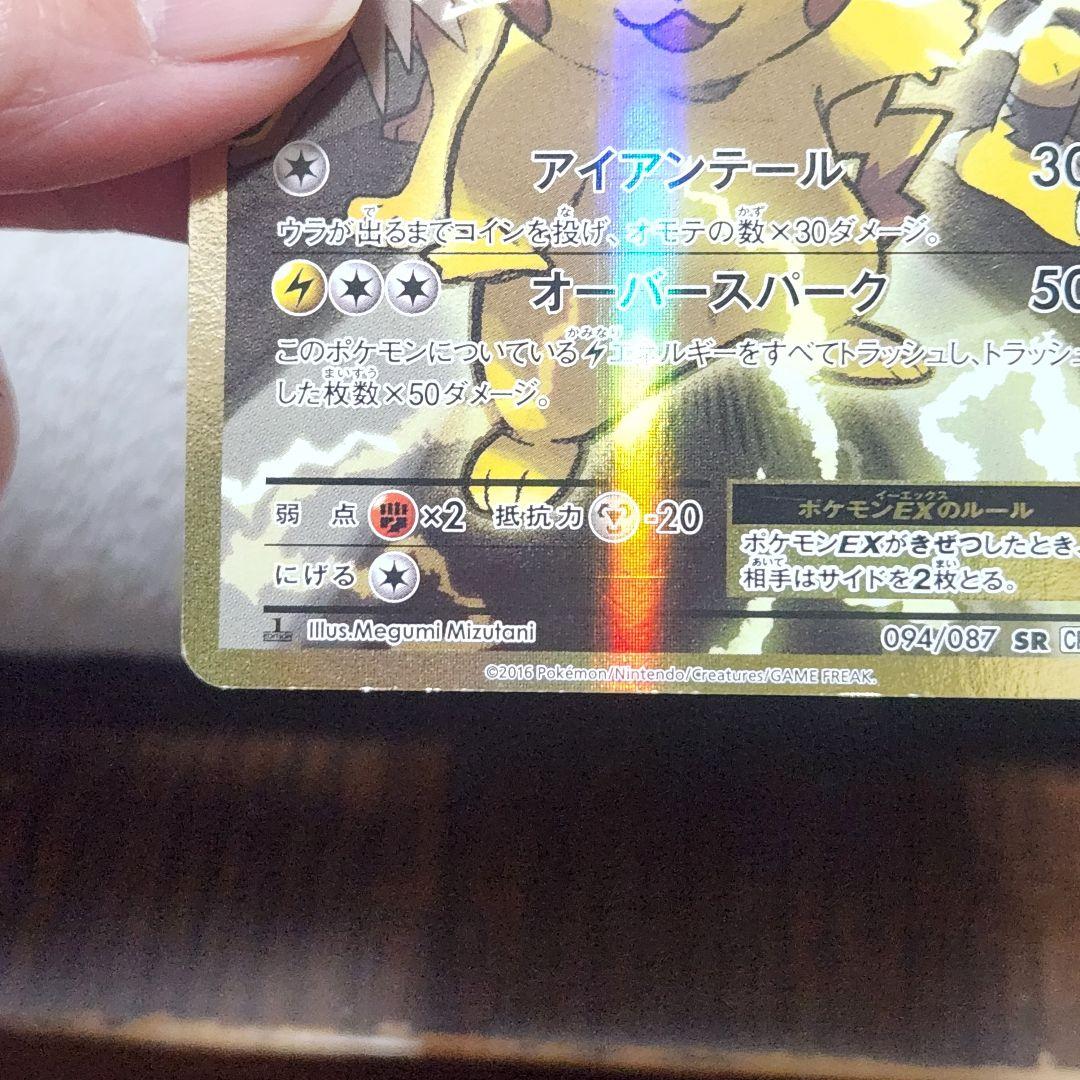 アイアンテール 30
ウラが出るまでコインを投げ、オモテの数×30ダメージ。
オーバースパーク 50
このポケモンについているエネルギーをすべてトラッシュし、トラッシュ
した枚数×50ダメージ。
弱点 ×2 抵抗力 -20
ポケモンEXのルール
ポケモンEXがきぜつしたとき、
相手はサイドを2枚とる。
にげる
1 EDITION Illus.Megumi Mizutani 094/087 SR
©2016 Pokémon/Nintendo/Creatures/GAME FREAK.